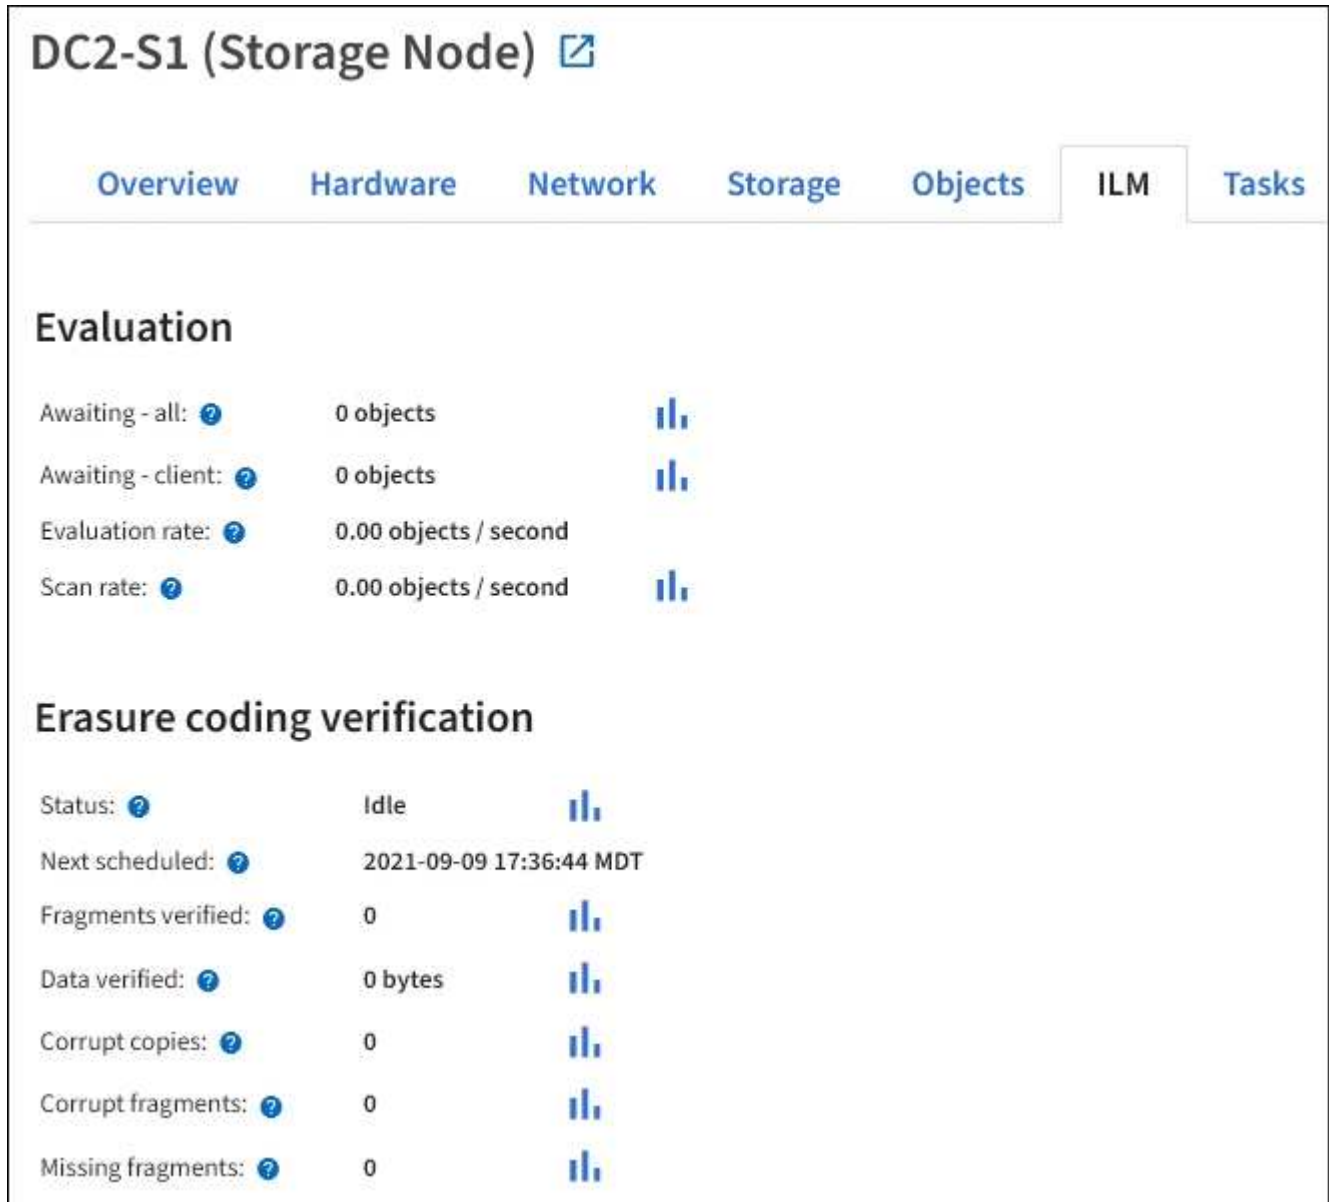 DC2-S1 (Storage Node)
Overview Hardware Network Storage Objects ILM Tasks
Evaluation
Awaiting - all: 0 objects
Awaiting - client: 0 objects
Evaluation rate: 0.00 objects / second
Scan rate: 0.00 objects / second
Erasure coding verification
Status: Idle
Next scheduled: 2021-09-09 17:36:44 MDT
Fragments verified: 0
Data verified: 0 bytes
Corrupt copies: 0
Corrupt fragments: 0
Missing fragments: 0